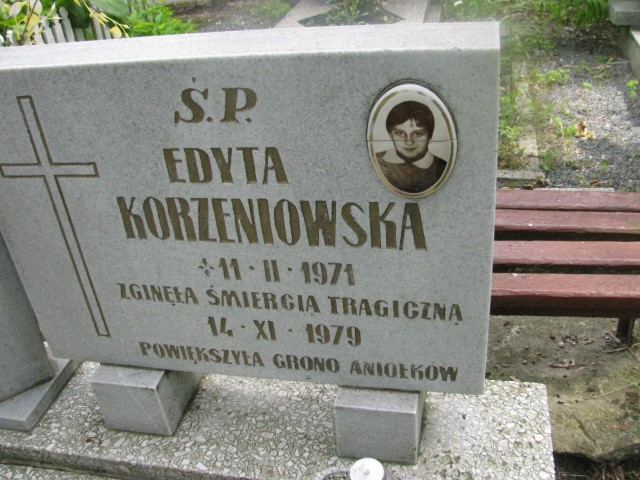 Ś.P.
EDYTA
KORZENIOWSKA
11 · II · 1971
ZGINĘŁA ŚMIERCIĄ TRAGICZNĄ
14 · XI · 1979
POWIĘKSZYŁA GRONO ANIOŁKÓW